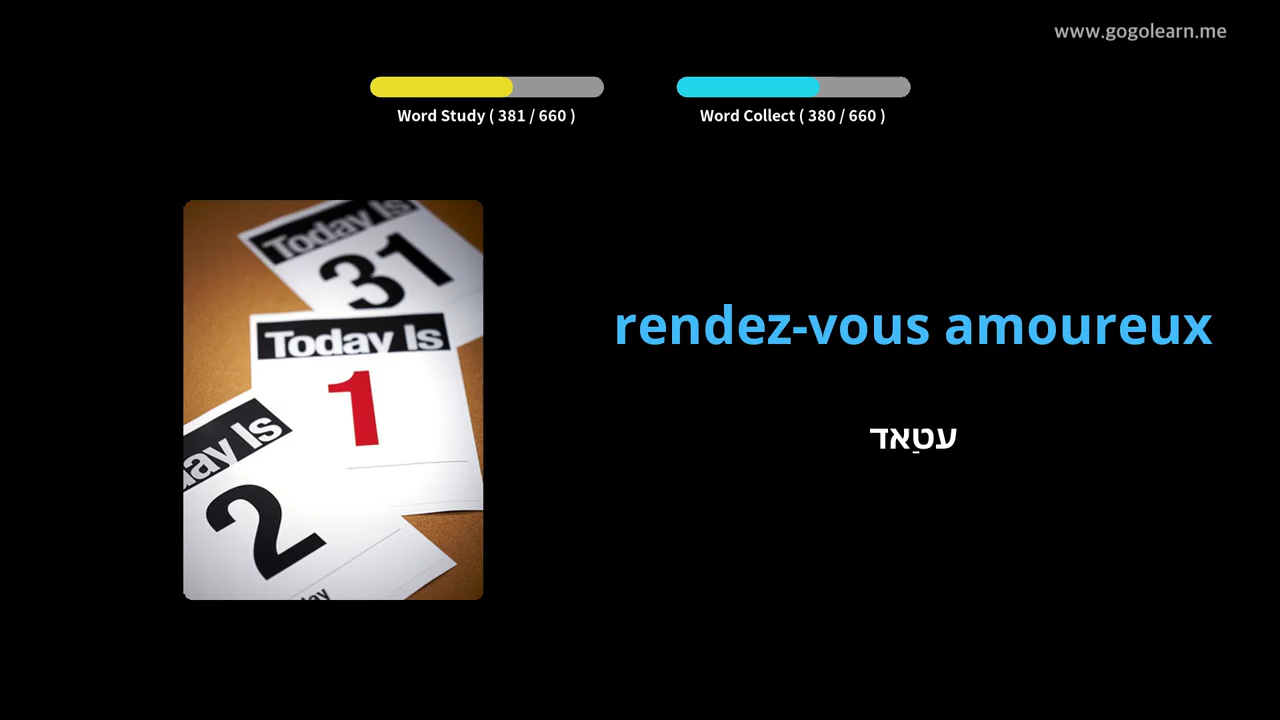 www.gogolearn.me
Word Study ( 381 / 660 )
Word Collect ( 380 / 660 )
Today Is
31
Today Is
1
ay Is
2
ay
rendez-vous amoureux
עטַאד